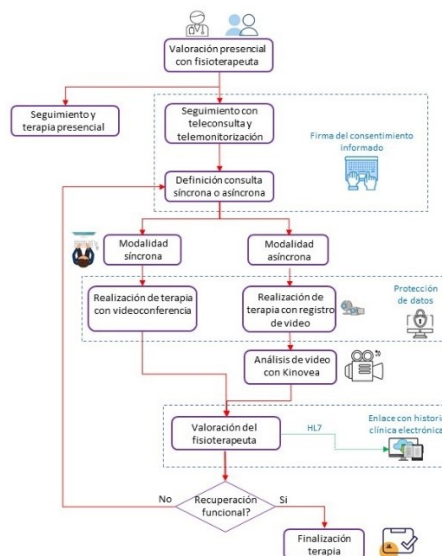 Valoración presencial
con fisioterapeuta
Seguimiento y
terapia presencial
Seguimiento con
teleconsulta y
telemonitorización
Firma del consentimiento
informado
Definición consulta
síncrona o asíncrona
Modalidad
síncrona
Modalidad
asíncrona
Realización de terapia
con videoconferencia
Realización de
terapia con registro
de video
Protección
de datos
Análisis de video
con Kinovea
Valoración del
fisioterapeuta
HL7
Enlace con historia
clínica electrónica
No
Recuperación
funcional?
Si
Finalización
terapia